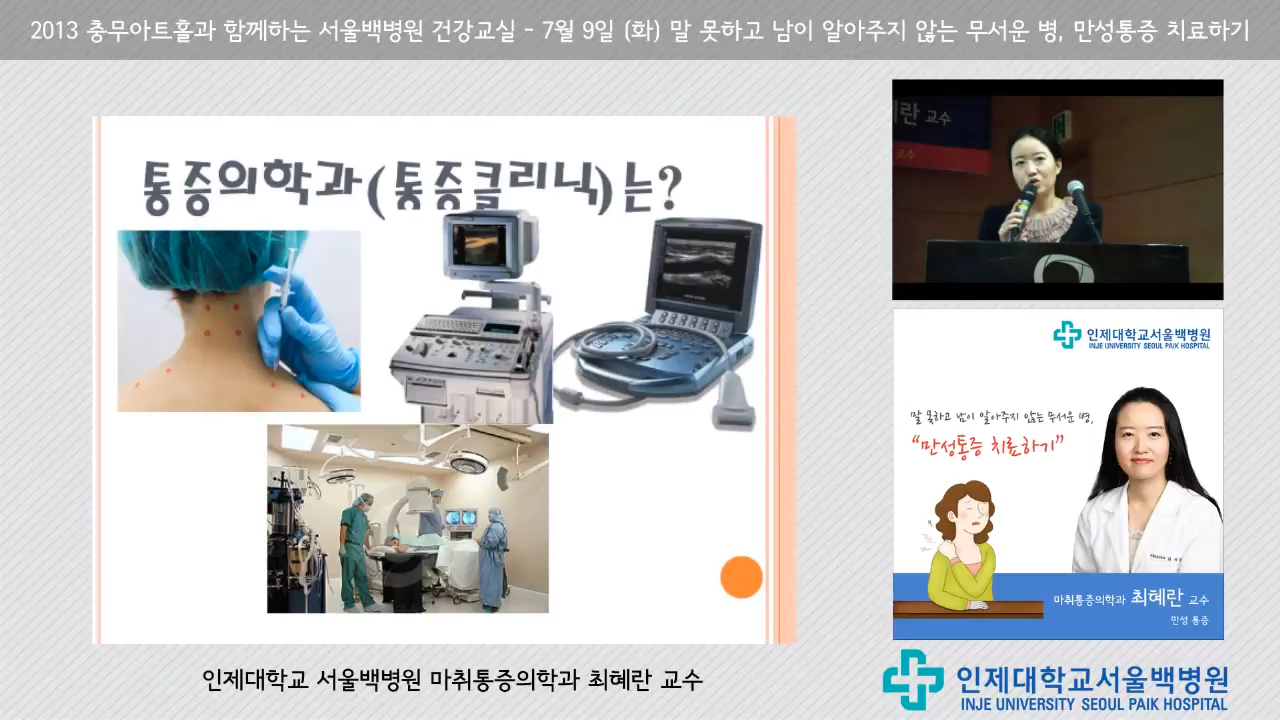 2013 충무아트홀과 함께하는 서울백병원 건강교실 - 7월 9일 (화) 말 못하고 남이 알아주지 않는 무서운 병, 만성통증 치료하기
통증의학과(통증클리닉)는?
란 교수
교수
인제대학교서울백병원
INJE UNIVERSITY SEOUL PAIK HOSPITAL
말 못하고 남이 알아주지 않는 무서운 병,
“만성통증 치료하기”
마취통증의학과 최혜란 교수
만성 통증
인제대학교 서울백병원 마취통증의학과 최혜란 교수
인제대학교서울백병원
INJE UNIVERSITY SEOUL PAIK HOSPITAL